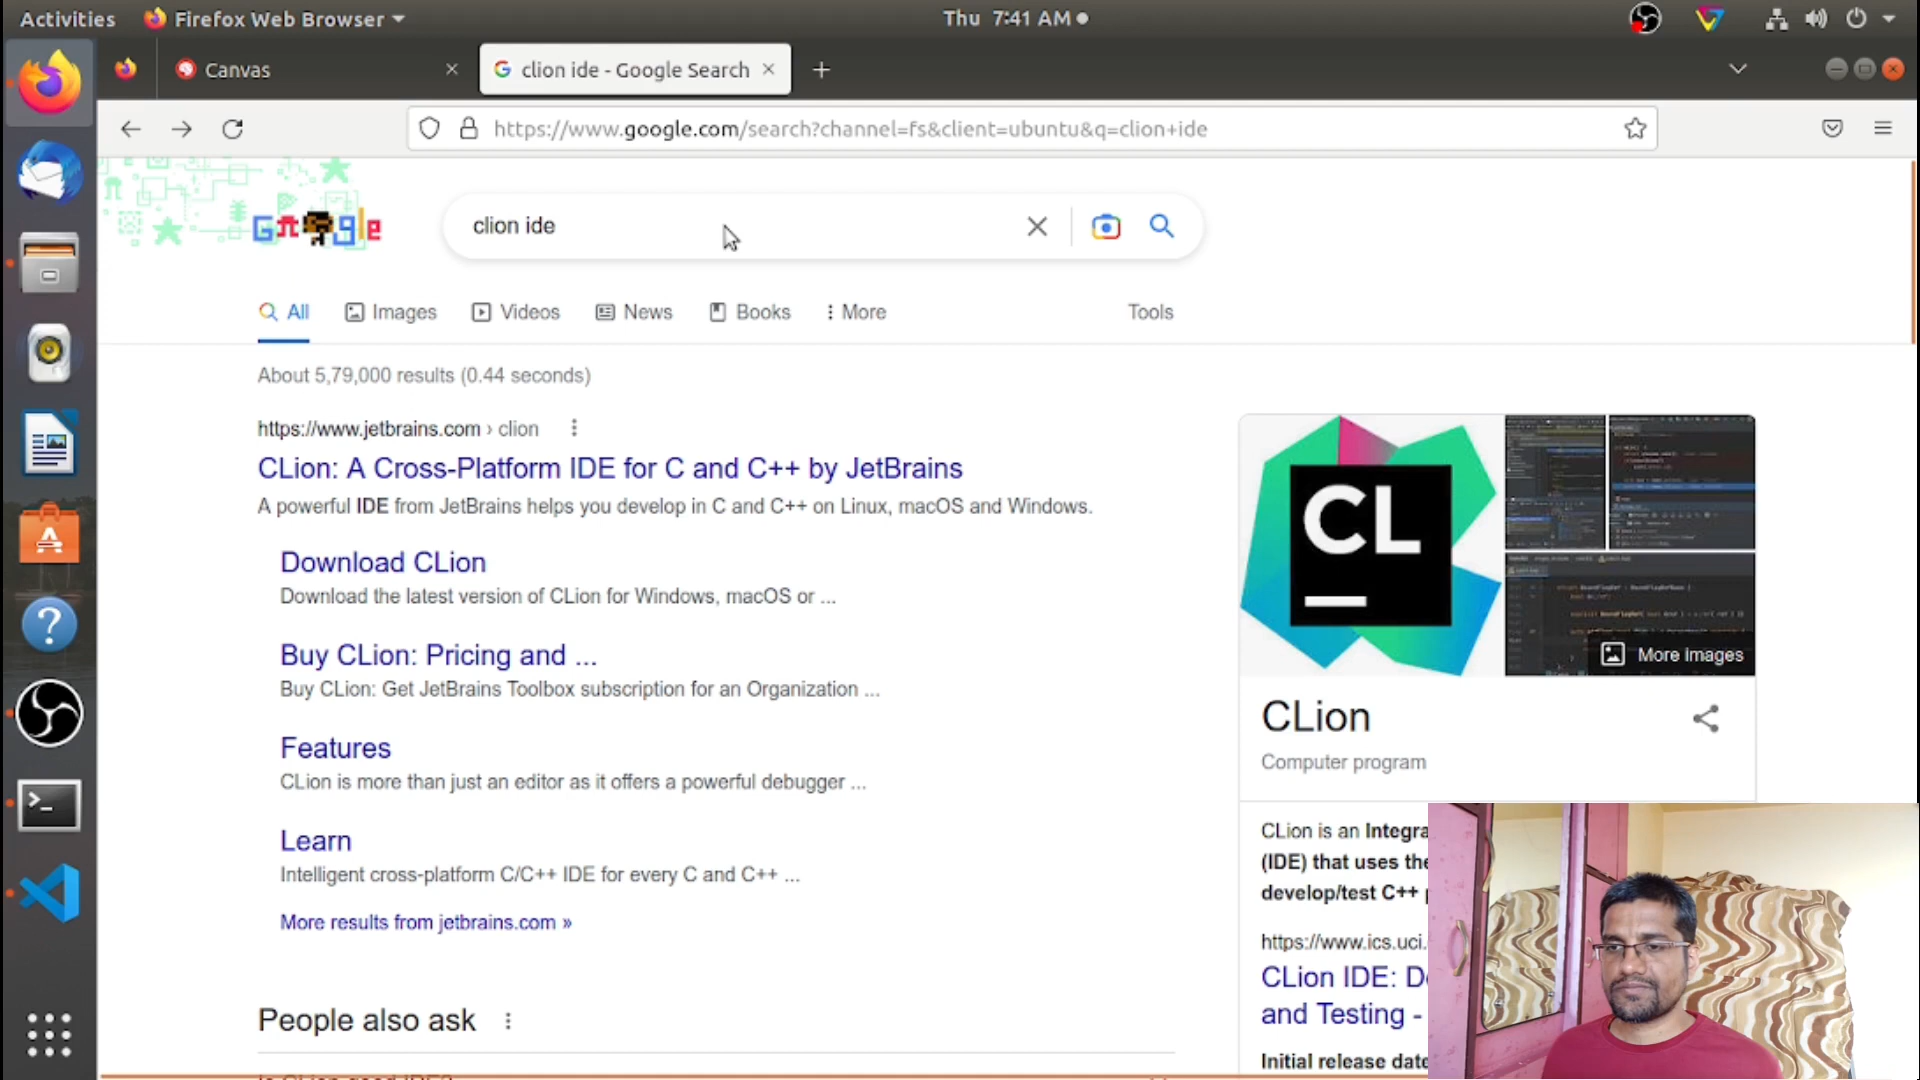 Activities Firefox Web Browser Thu 7:41 AM
Canvas clion ide - Google Search
https://www.google.com/search?channel=fs&client=ubuntu&q=clion+ide
clion ide
All Images Videos News Books More Tools
About 5,79,000 results (0.44 seconds)
https://www.jetbrains.com › clion
CLion: A Cross-Platform IDE for C and C++ by JetBrains
A powerful IDE from JetBrains helps you develop in C and C++ on Linux, macOS and Windows.
Download CLion
Download the latest version of CLion for Windows, macOS or ...
Buy CLion: Pricing and ...
Buy CLion: Get JetBrains Toolbox subscription for an Organization ...
Features
CLion is more than just an editor as it offers a powerful debugger ...
Learn
Intelligent cross-platform C/C++ IDE for every C and C++ ...
More results from jetbrains.com »
People also ask
CL
More images
CLion
Computer program
CLion is an Integra
(IDE) that uses the
develop/test C++
https://www.ics.uci.
CLion IDE: D
and Testing -
Initial release date